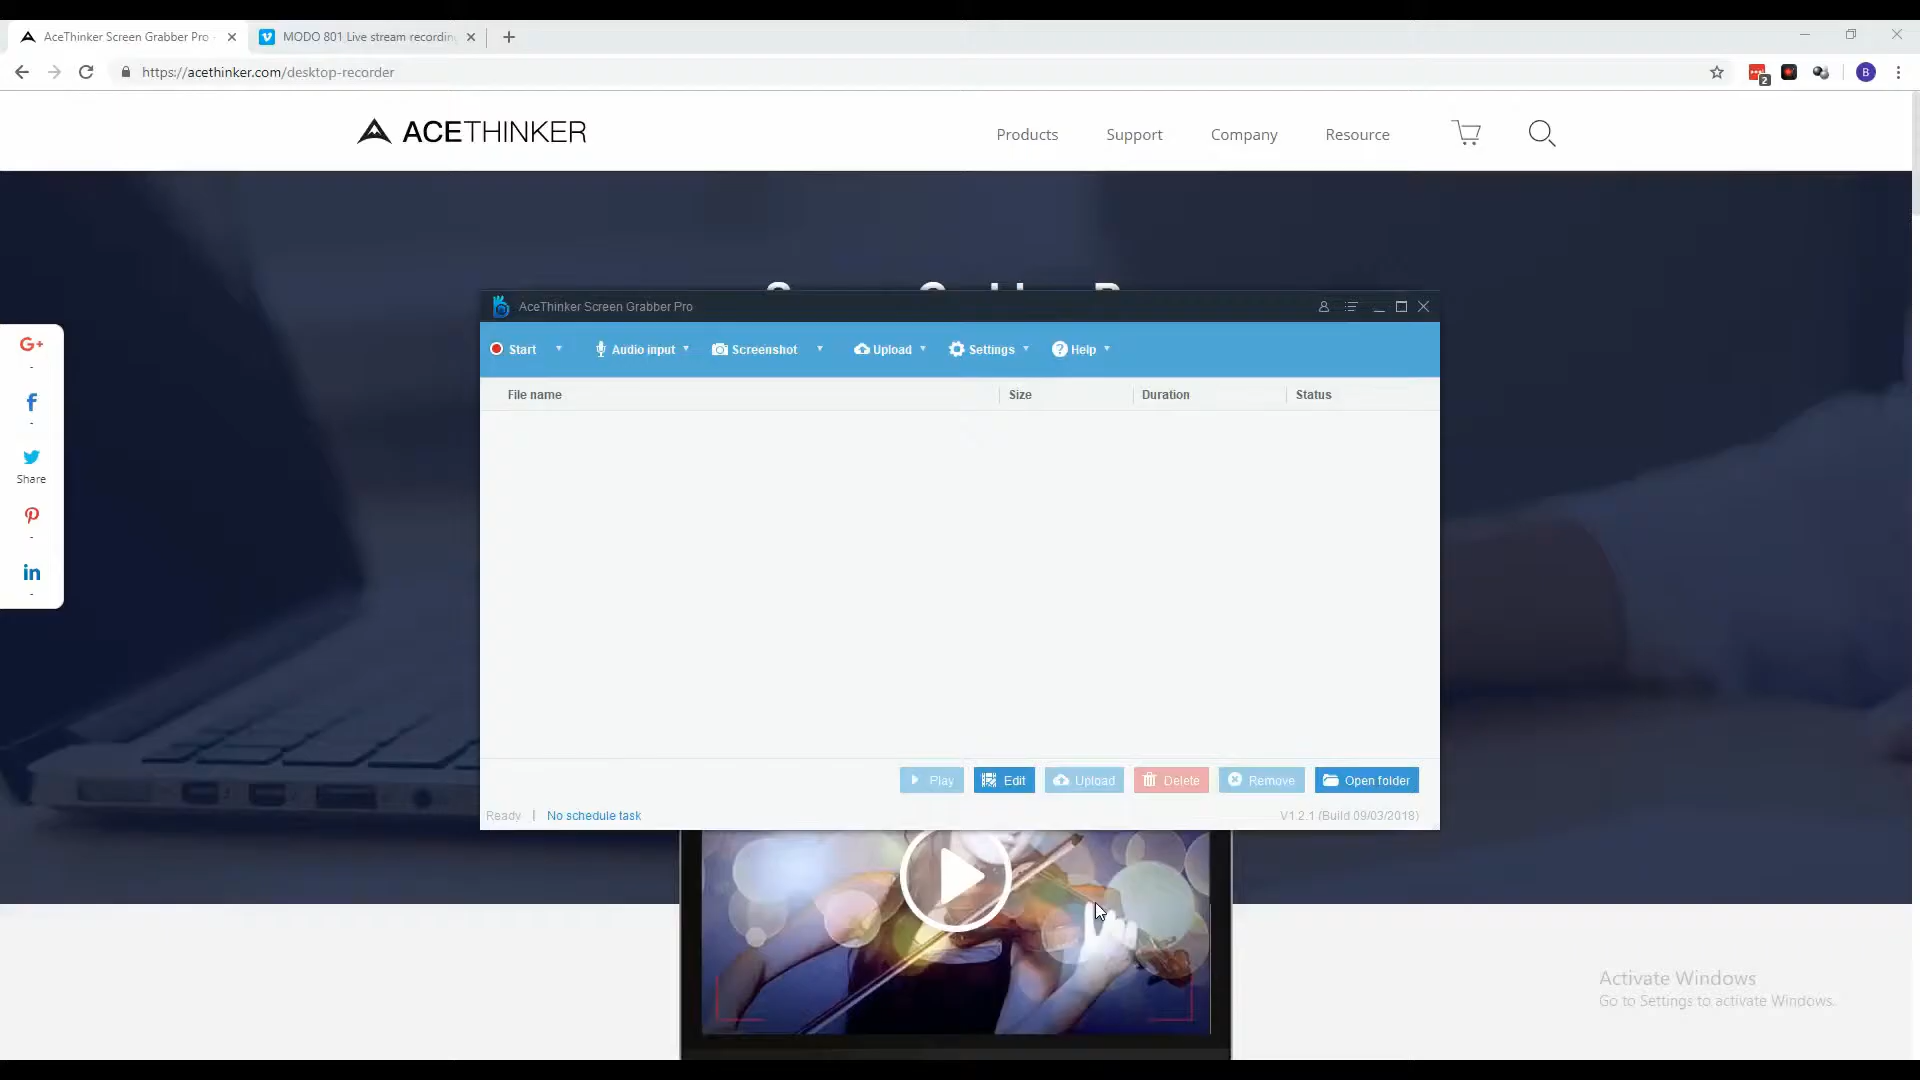 AceThinker Screen Grabber Pro -
MODO 801 Live stream recording
https://acethinker.com/desktop-recorder
2
B
ACETHINKER
Products
Support
Company
Resource
G+
-
f
-
Share
-
in
-
AceThinker Screen Grabber Pro
Start
Audio input
Screenshot
Upload
Settings
? Help
File name
Size
Duration
Status
Play
Edit
Upload
Delete
Remove
Open folder
Ready | No schedule task
V1.2.1 (Build 09/03/2018)
Activate Windows
Go to Settings to activate Windows.